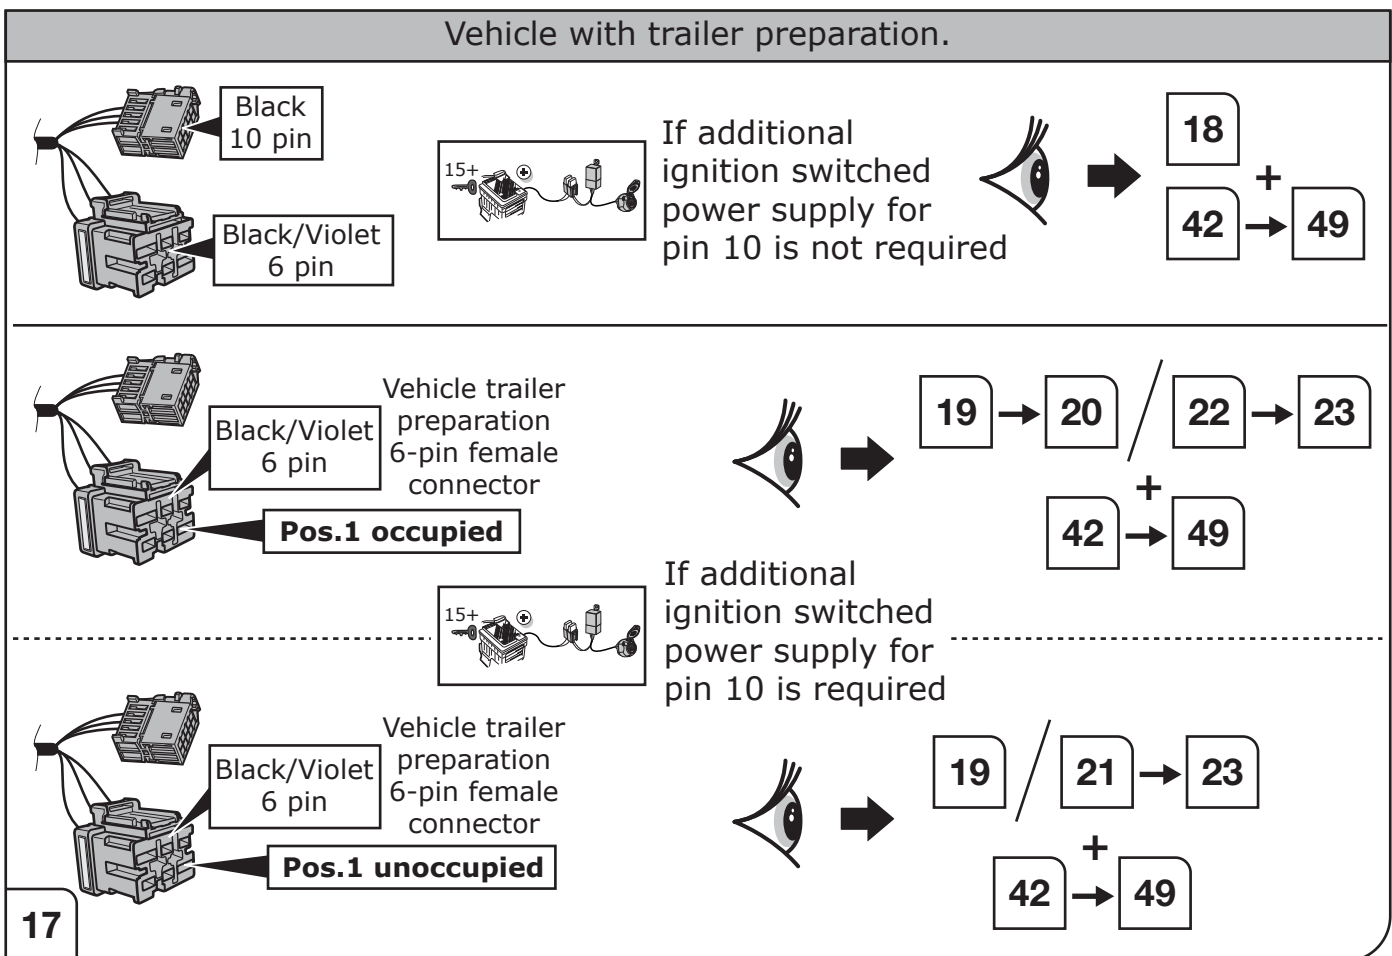 Vehicle with trailer preparation.
Black
10 pin
Black/Violet
6 pin
15+
If additional
ignition switched
power supply for
pin 10 is not required
18
+
42 49
Black/Violet
6 pin
Vehicle trailer
preparation
6-pin female
connector
Pos.1 occupied
19 20 / 22 23
+
42 49
15+
If additional
ignition switched
power supply for
pin 10 is required
Black/Violet
6 pin
Vehicle trailer
preparation
6-pin female
connector
Pos.1 unoccupied
19 / 21 23
+
42 49
17